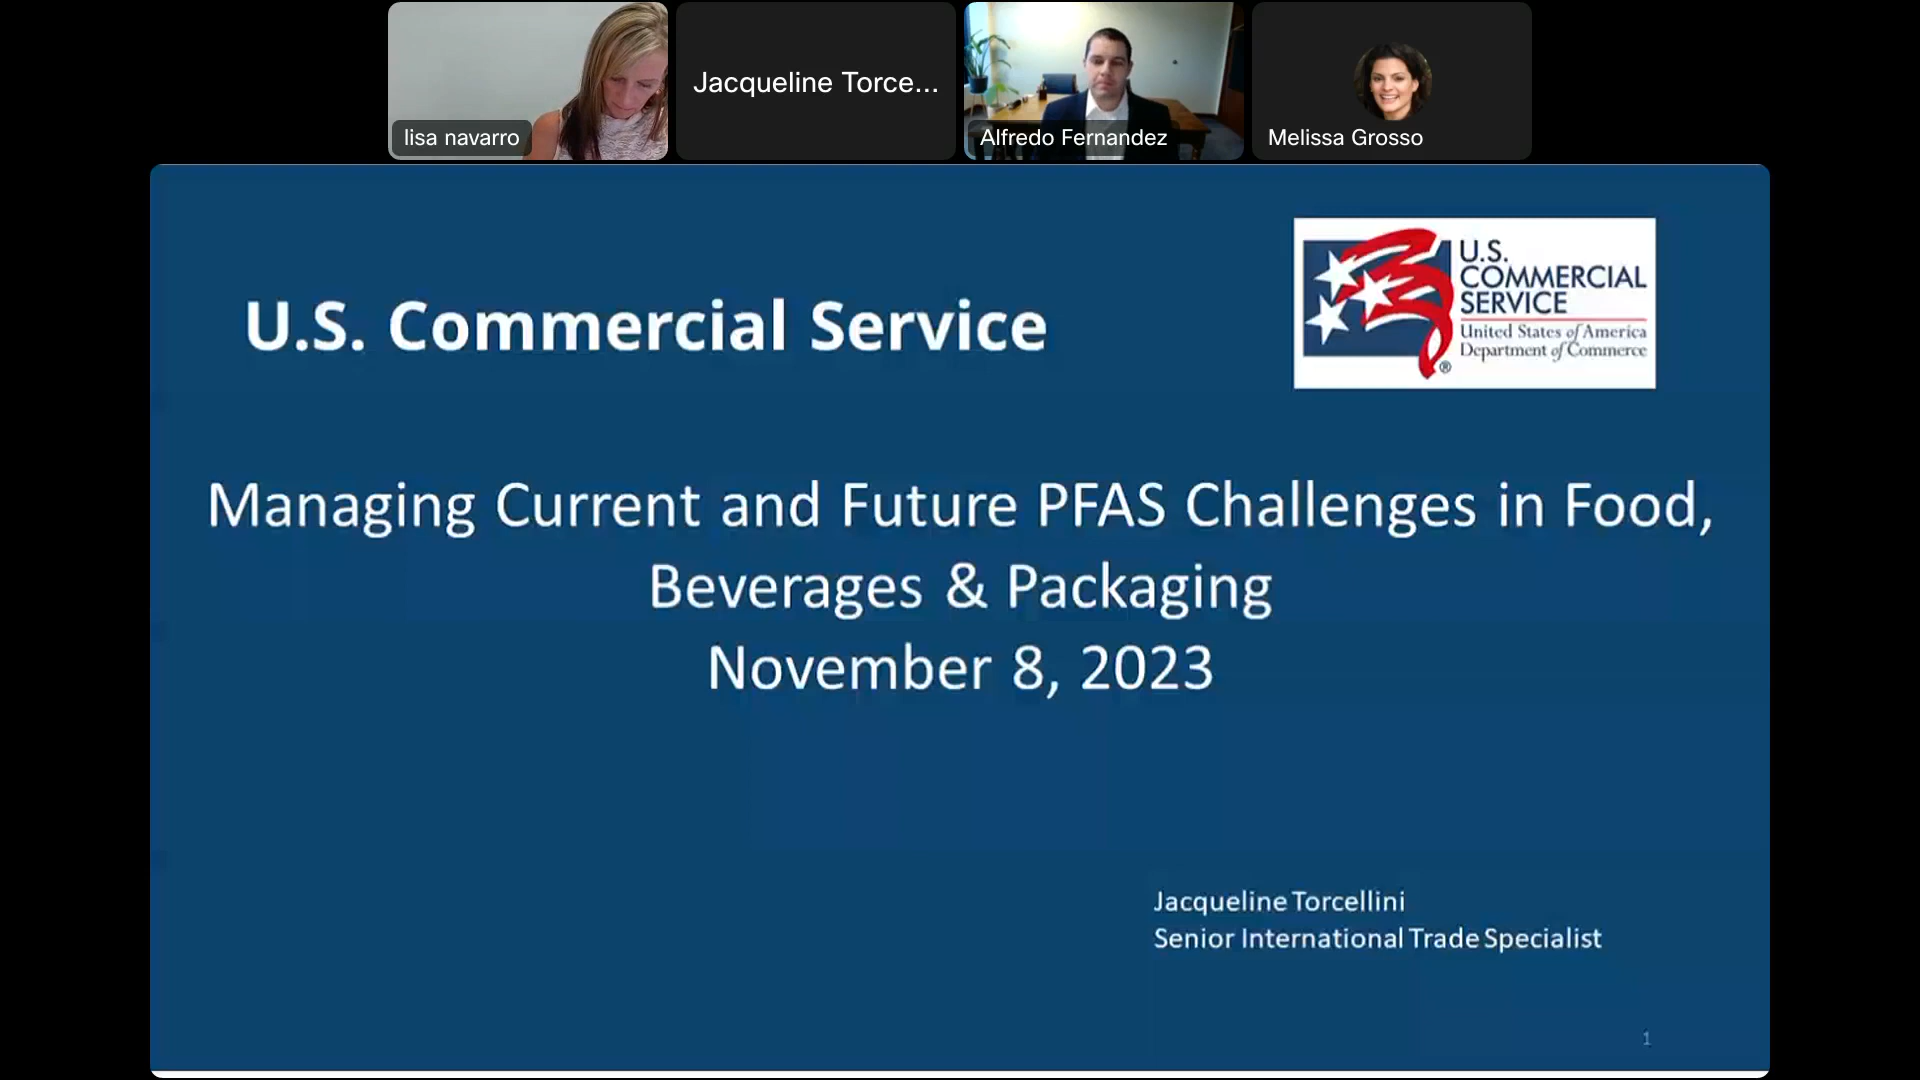 lisa navarro
Jacqueline Torce...
Alfredo Fernandez
Melissa Grosso
U.S. Commercial Service
U.S.
COMMERCIAL
SERVICE
United States of America
Department of Commerce
®
Managing Current and Future PFAS Challenges in Food,
Beverages & Packaging
November 8, 2023
Jacqueline Torcellini
Senior International Trade Specialist
1